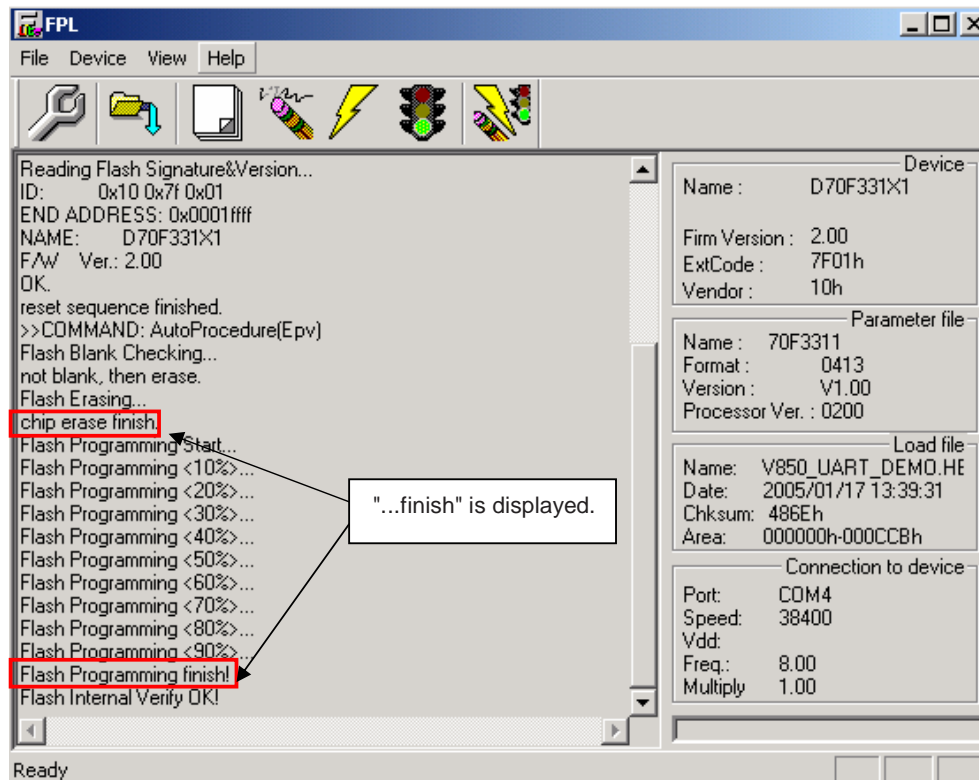 FPL
File Device View Help
Reading Flash Signature&Version...
ID: 0x10 0x7f 0x01
END ADDRESS: 0x0001ffff
NAME: D70F331X1
F/W Ver.: 2.00
OK.
reset sequence finished.
>>COMMAND: AutoProcedure(Epv)
Flash Blank Checking...
not blank, then erase.
Flash Erasing...
chip erase finish.
Flash Programming Start...
Flash Programming <10%>...
Flash Programming <20%>...
Flash Programming <30%>...
Flash Programming <40%>...
Flash Programming <50%>...
Flash Programming <60%>...
Flash Programming <70%>...
Flash Programming <80%>...
Flash Programming <90%>...
Flash Programming finish!
Flash Internal Verify OK!
"...finish" is displayed.
Device
Name : D70F331X1
Firm Version : 2.00
ExtCode : 7F01h
Vendor : 10h
Parameter file
Name : 70F3311
Format : 0413
Version : V1.00
Processor Ver. : 0200
Load file
Name: V850_UART_DEMO.HE
Date: 2005/01/17 13:39:31
Chksum: 486Eh
Area: 000000h-000CCBh
Connection to device
Port: COM4
Speed: 38400
Vdd:
Freq.: 8.00
Multiply 1.00
Ready